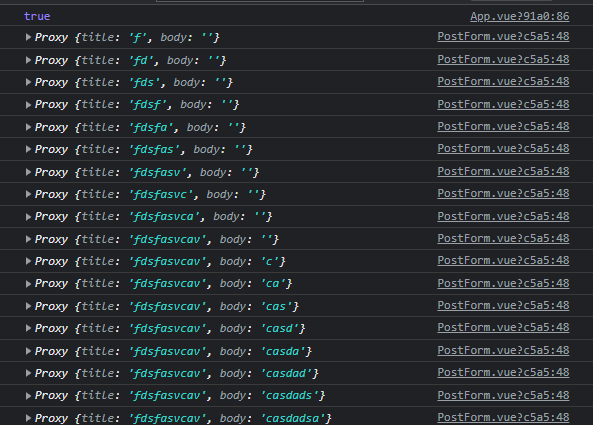 true App.vue?91a0:86
Proxy {title: 'f', body: ''} PostForm.vue?c5a5:48
Proxy {title: 'fd', body: ''} PostForm.vue?c5a5:48
Proxy {title: 'fds', body: ''} PostForm.vue?c5a5:48
Proxy {title: 'fdsf', body: ''} PostForm.vue?c5a5:48
Proxy {title: 'fdsfa', body: ''} PostForm.vue?c5a5:48
Proxy {title: 'fdsfas', body: ''} PostForm.vue?c5a5:48
Proxy {title: 'fdsfasv', body: ''} PostForm.vue?c5a5:48
Proxy {title: 'fdsfasvc', body: ''} PostForm.vue?c5a5:48
Proxy {title: 'fdsfasvca', body: ''} PostForm.vue?c5a5:48
Proxy {title: 'fdsfasvcav', body: ''} PostForm.vue?c5a5:48
Proxy {title: 'fdsfasvcav', body: 'c'} PostForm.vue?c5a5:48
Proxy {title: 'fdsfasvcav', body: 'ca'} PostForm.vue?c5a5:48
Proxy {title: 'fdsfasvcav', body: 'cas'} PostForm.vue?c5a5:48
Proxy {title: 'fdsfasvcav', body: 'casd'} PostForm.vue?c5a5:48
Proxy {title: 'fdsfasvcav', body: 'casda'} PostForm.vue?c5a5:48
Proxy {title: 'fdsfasvcav', body: 'casdad'} PostForm.vue?c5a5:48
Proxy {title: 'fdsfasvcav', body: 'casdads'} PostForm.vue?c5a5:48
Proxy {title: 'fdsfasvcav', body: 'casdadsa'} PostForm.vue?c5a5:48